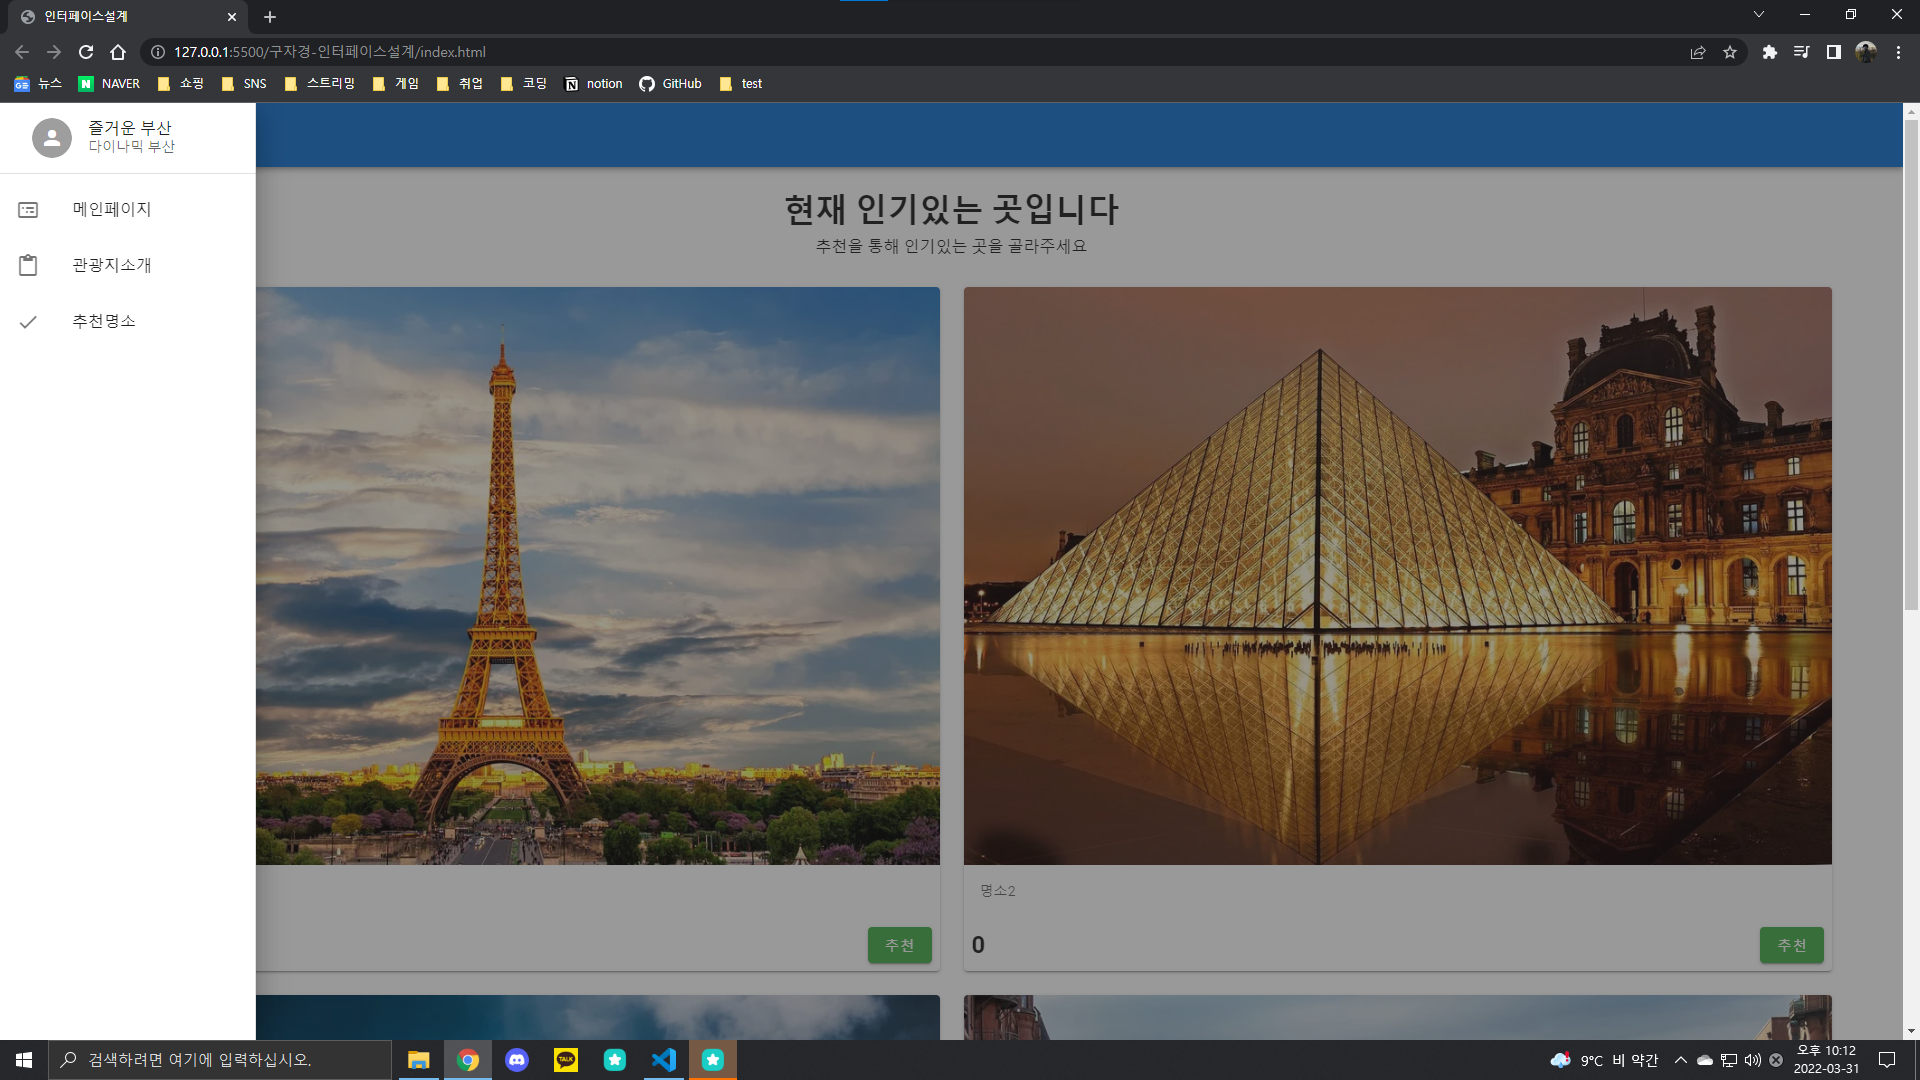 인터페이스설계
127.0.0.1:5500/구자경-인터페이스설계/index.html
뉴스 NAVER 쇼핑 SNS 스트리밍 게임 취업 코딩 notion GitHub test
즐거운 부산
다이나믹 부산
메인페이지
관광지소개
추천명소
현재 인기있는 곳입니다
추천을 통해 인기있는 곳을 골라주세요
추천
명소2
0 추천
검색하려면 여기에 입력하십시오.
TALK
9°C 비 약간
오후 10:12
2022-03-31